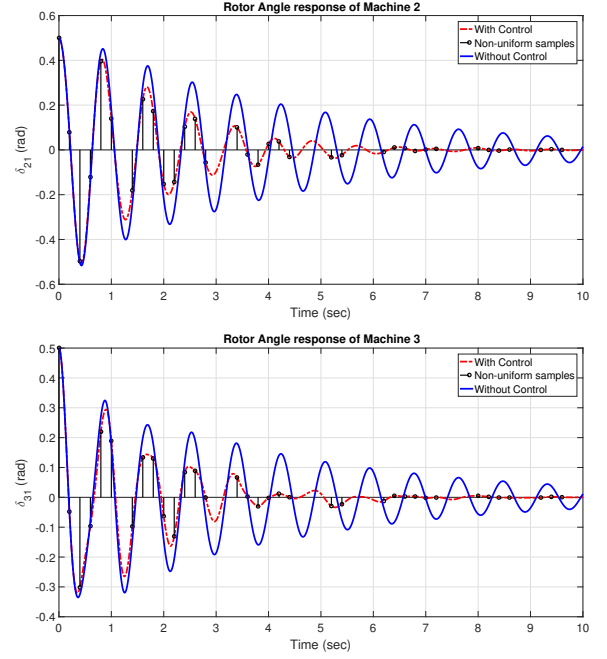 Rotor Angle response of Machine 2
0.6
0.4
0.2
0
-0.2
-0.4
-0.6
δ21 (rad)
With Control
Non-uniform samples
Without Control
0 1 2 3 4 5 6 7 8 9 10
Time (sec)
Rotor Angle response of Machine 3
0.5
0.4
0.3
0.2
0.1
0
-0.1
-0.2
-0.3
-0.4
δ31 (rad)
With Control
Non-uniform samples
Without Control
0 1 2 3 4 5 6 7 8 9 10
Time (sec)